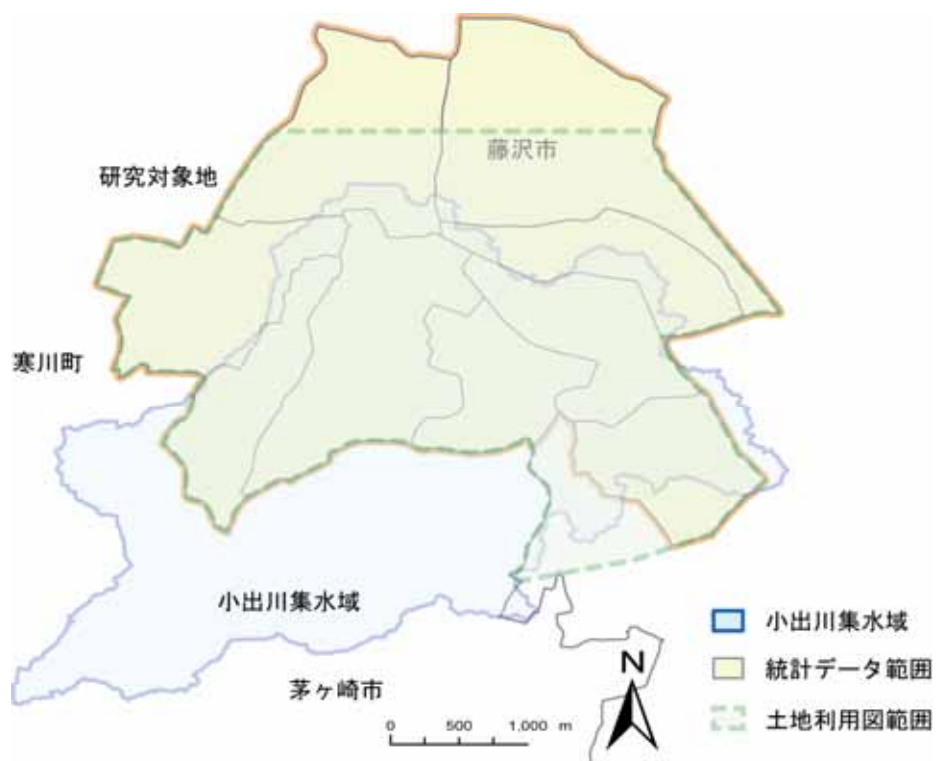 藤沢市
研究対象地
寒川町
小出川集水域
茅ヶ崎市
小出川集水域
統計データ範囲
土地利用図範囲
N
0 500 1,000 m